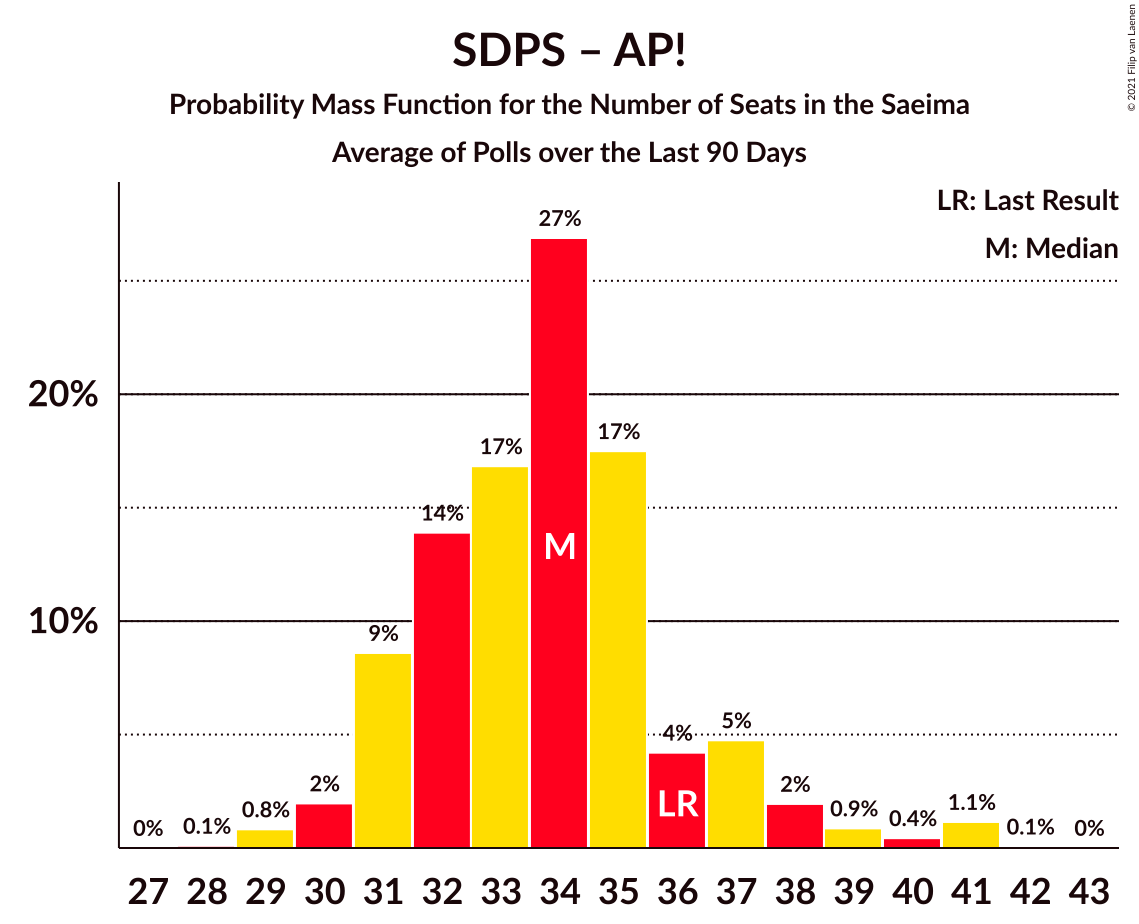 SDPS – AP!
Probability Mass Function for the Number of Seats in the Saeima
Average of Polls over the Last 90 Days
© 2021 Filip van Laenen
LR: Last Result
M: Median
27%
20%
17%
17%
14%
M
10%
9%
5%
4%
LR
2%
2%
0.8%
0.9%
1.1%
0.4%
0%
0.1%
0.1%
0%
27 28 29 30 31 32 33 34 35 36 37 38 39 40 41 42 43